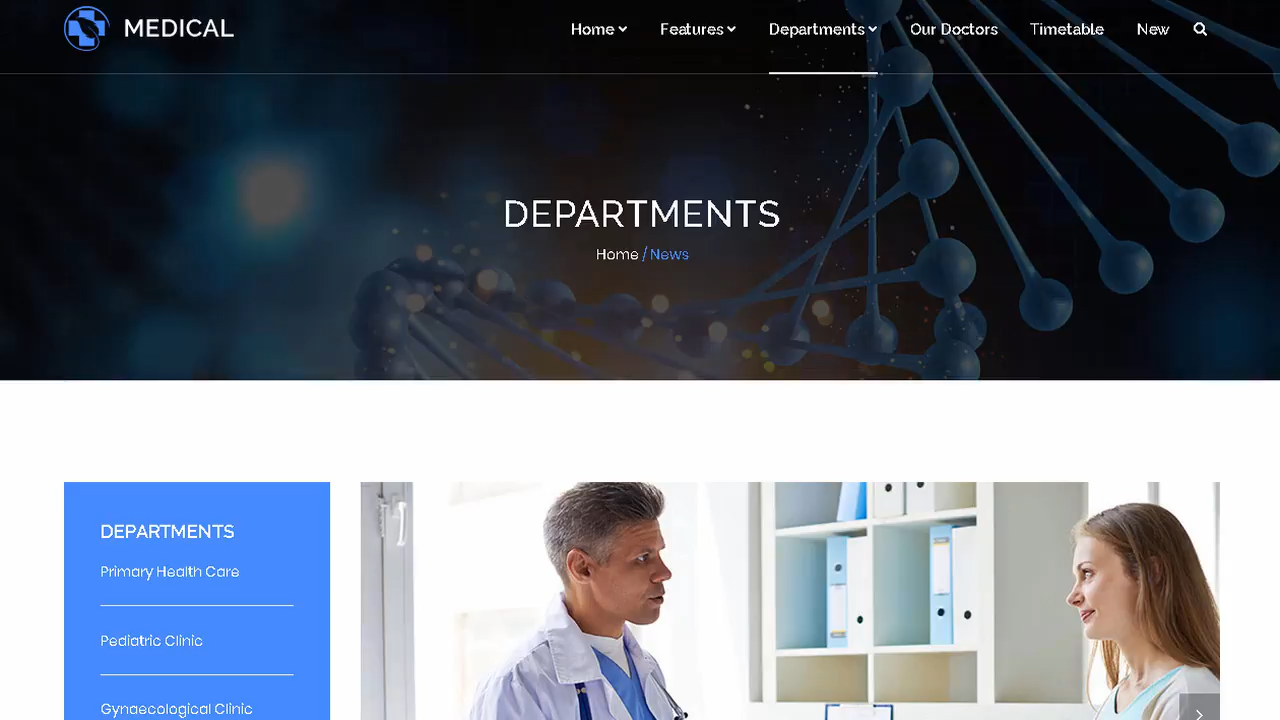 MEDICAL
Home Features Departments Our Doctors Timetable New
DEPARTMENTS
Home / News
DEPARTMENTS
Primary Health Care
Pediatric Clinic
Gynaecological Clinic